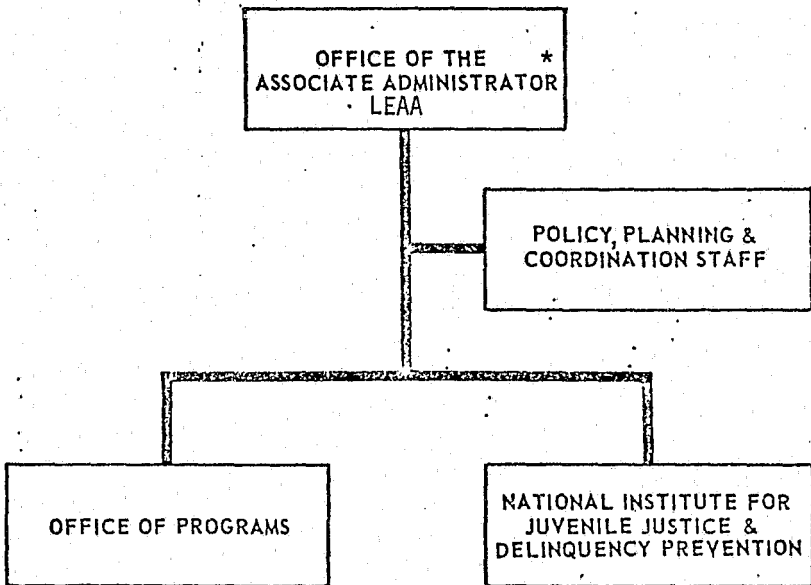 OFFICE OF THE *
ASSOCIATE ADMINISTRATOR
LEAA
POLICY, PLANNING &
COORDINATION STAFF
OFFICE OF PROGRAMS
NATIONAL INSTITUTE FOR
JUVENILE JUSTICE &
DELINQUENCY PREVENTION